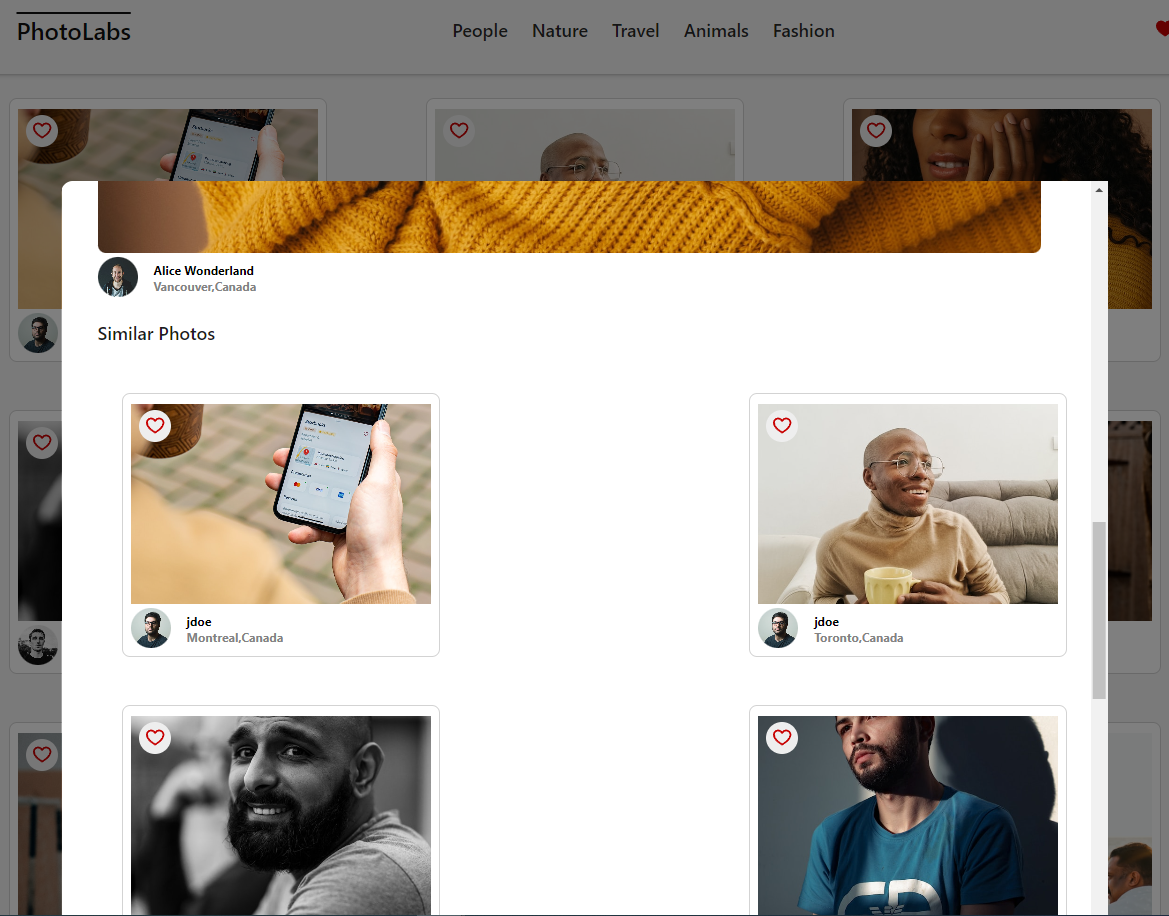 PhotoLabs
People Nature Travel Animals Fashion
Alice Wonderland
Vancouver,Canada
Similar Photos
jdoe
Montreal,Canada
jdoe
Toronto,Canada